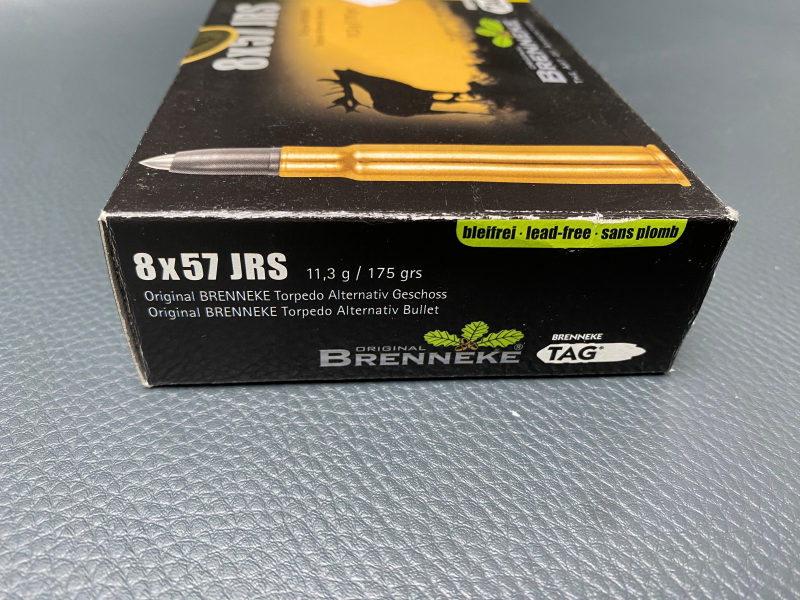 8x57 JRS
BRENNEKE
bleifrei · lead-free · sans plomb
8x57 JRS 11,3 g / 175 grs
Original BRENNEKE Torpedo Alternativ Geschoss
Original BRENNEKE Torpedo Alternativ Bullet
ORIGINAL
BRENNEKE®
BRENNEKE
TAG®